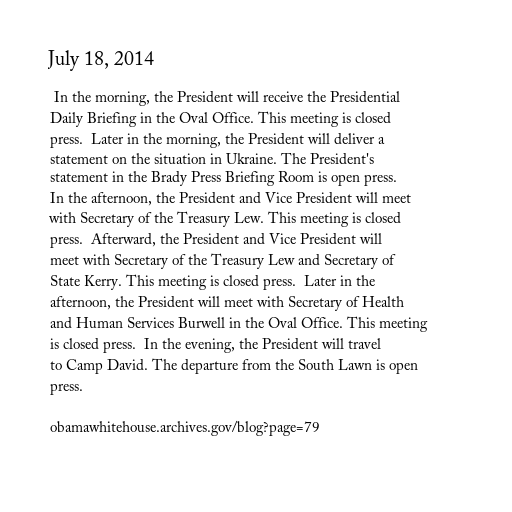 July 18, 2014
In the morning, the President will receive the Presidential
Daily Briefing in the Oval Office. This meeting is closed
press.  Later in the morning, the President will deliver a
statement on the situation in Ukraine. The President's
statement in the Brady Press Briefing Room is open press.
In the afternoon, the President and Vice President will meet
with Secretary of the Treasury Lew. This meeting is closed
press.  Afterward, the President and Vice President will
meet with Secretary of the Treasury Lew and Secretary of
State Kerry. This meeting is closed press.  Later in the
afternoon, the President will meet with Secretary of Health
and Human Services Burwell in the Oval Office. This meeting
is closed press.  In the evening, the President will travel
to Camp David. The departure from the South Lawn is open
press.
obamawhitehouse.archives.gov/blog?page=79